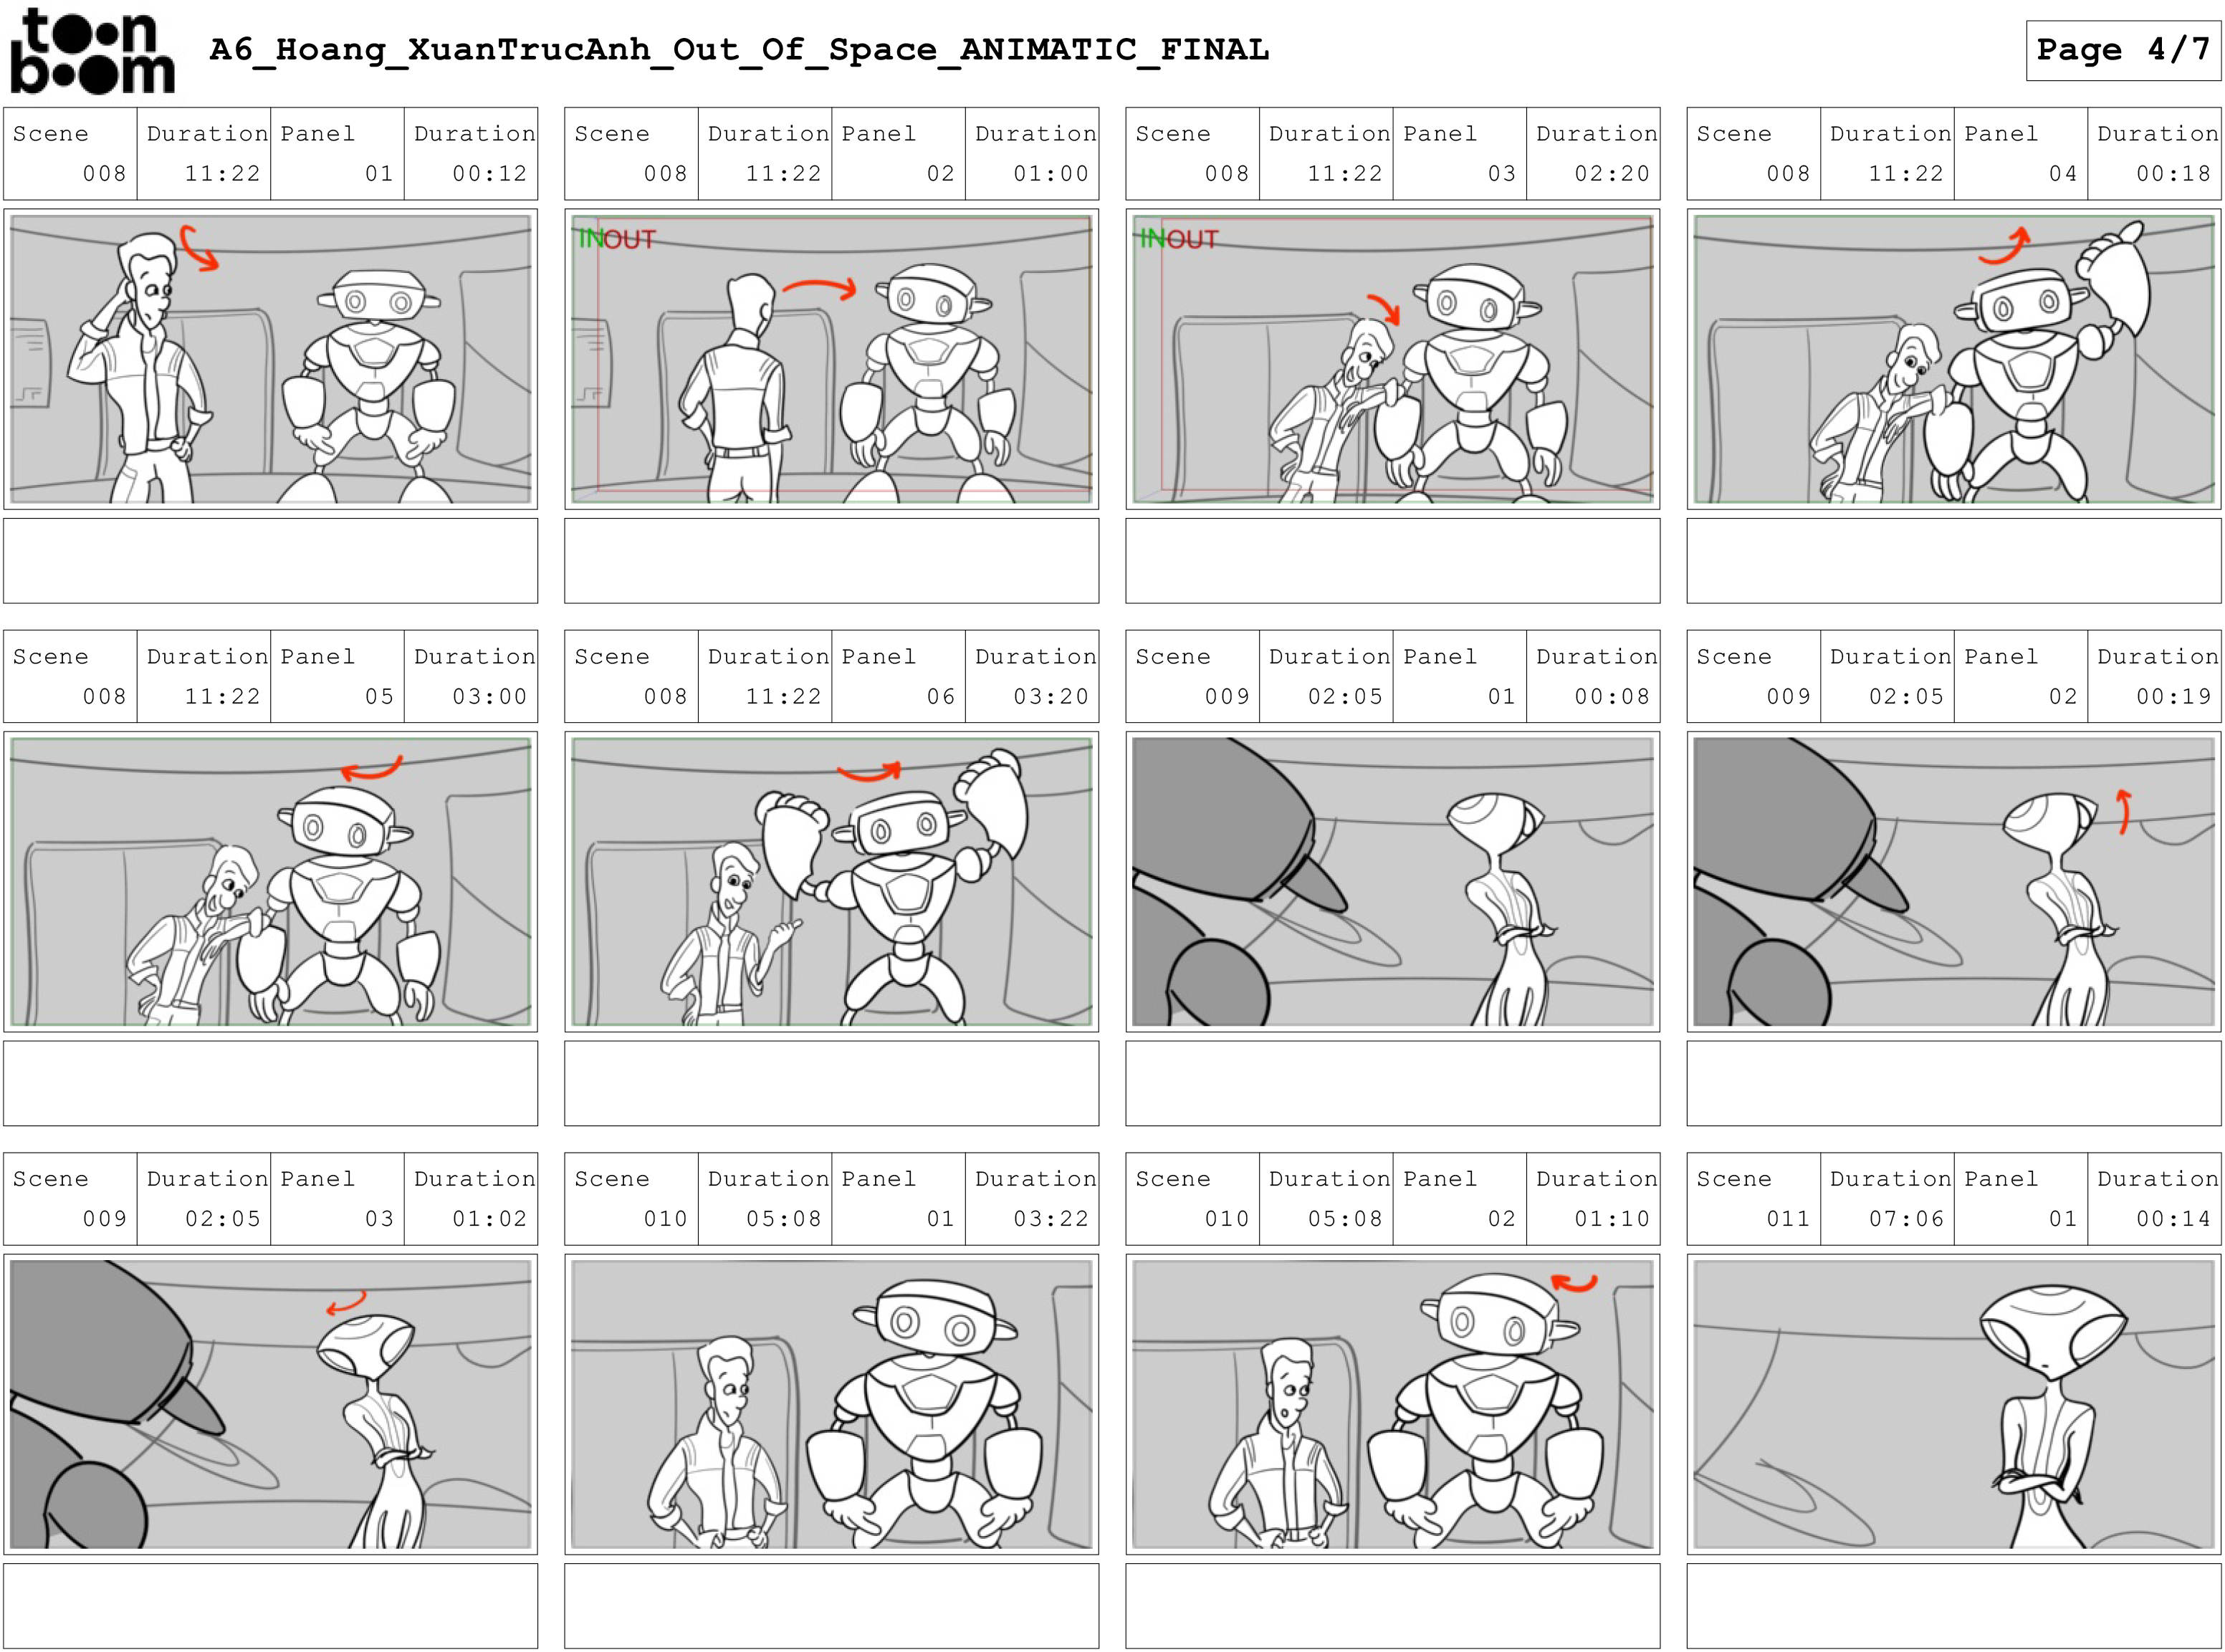 toon
boom
A6_Hoang_XuanTrucAnh_Out_Of_Space_ANIMATIC_FINAL
Page 4/7
Scene Duration Panel Duration
008 11:22 01 00:12
Scene Duration Panel Duration
008 11:22 02 01:00
Scene Duration Panel Duration
008 11:22 03 02:20
Scene Duration Panel Duration
008 11:22 04 00:18
INOUT
INOUT
Scene Duration Panel Duration
008 11:22 05 03:00
Scene Duration Panel Duration
008 11:22 06 03:20
Scene Duration Panel Duration
009 02:05 01 00:08
Scene Duration Panel Duration
009 02:05 02 00:19
Scene Duration Panel Duration
009 02:05 03 01:02
Scene Duration Panel Duration
010 05:08 01 03:22
Scene Duration Panel Duration
010 05:08 02 01:10
Scene Duration Panel Duration
011 07:06 01 00:14